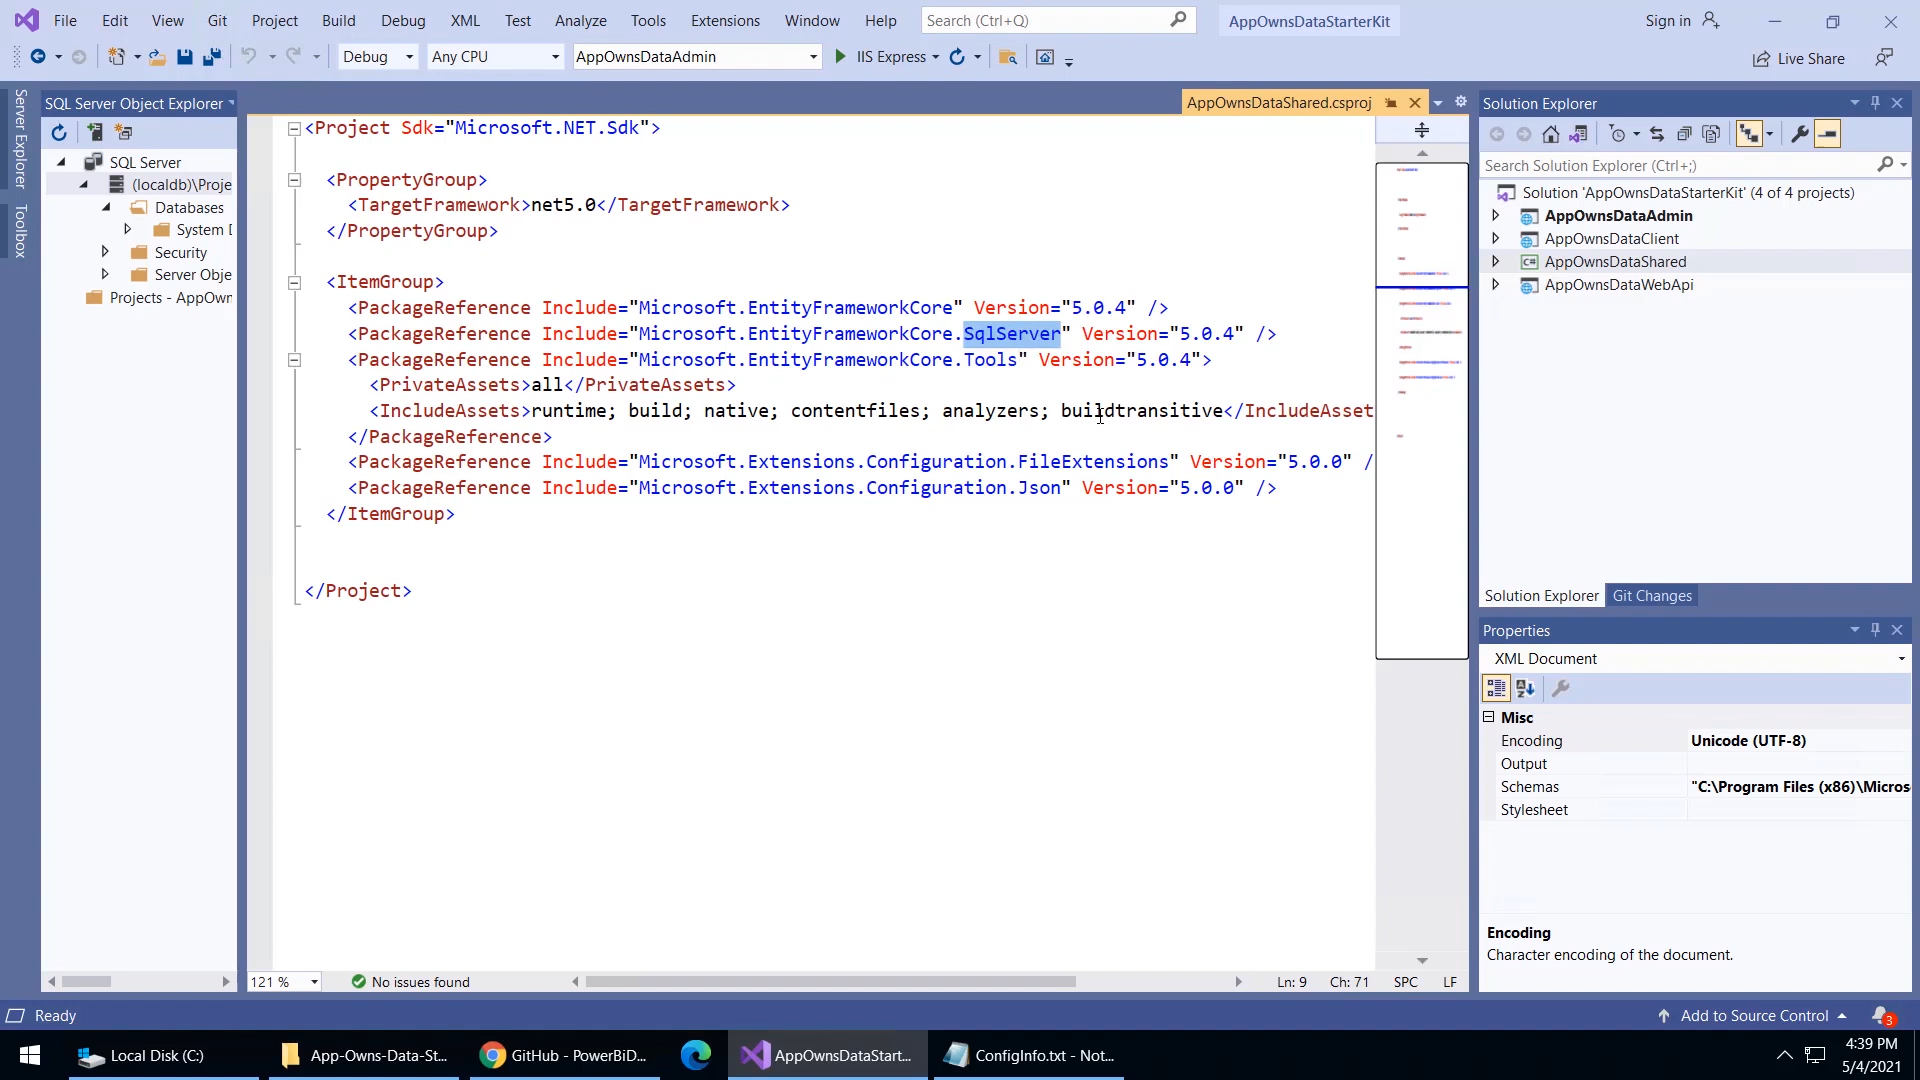 File Edit View Git Project Build Debug XML Test Analyze Tools Extensions Window Help Search (Ctrl+Q) AppOwnsDataStarterKit Sign in
Debug Any CPU AppOwnsDataAdmin IIS Express Live Share
Server Explorer
Toolbox
SQL Server Object Explorer
SQL Server
(localdb)\Proje
Databases
System D
Security
Server Obje
Projects - AppOwn
AppOwnsDataShared.csproj
<Project Sdk="Microsoft.NET.Sdk">
<PropertyGroup>
<TargetFramework>net5.0</TargetFramework>
</PropertyGroup>
<ItemGroup>
<PackageReference Include="Microsoft.EntityFrameworkCore" Version="5.0.4" />
<PackageReference Include="Microsoft.EntityFrameworkCore.SqlServer" Version="5.0.4" />
<PackageReference Include="Microsoft.EntityFrameworkCore.Tools" Version="5.0.4">
<PrivateAssets>all</PrivateAssets>
<IncludeAssets>runtime; build; native; contentfiles; analyzers; buildtransitive</IncludeAsset
</PackageReference>
<PackageReference Include="Microsoft.Extensions.Configuration.FileExtensions" Version="5.0.0" /
<PackageReference Include="Microsoft.Extensions.Configuration.Json" Version="5.0.0" />
</ItemGroup>
</Project>
121 % No issues found Ln: 9 Ch: 71 SPC LF
Solution Explorer
Search Solution Explorer (Ctrl+;)
Solution 'AppOwnsDataStarterKit' (4 of 4 projects)
AppOwnsDataAdmin
AppOwnsDataClient
C# AppOwnsDataShared
AppOwnsDataWebApi
Solution Explorer Git Changes
Properties
XML Document
Misc
Encoding Unicode (UTF-8)
Output
Schemas "C:\Program Files (x86)\Micros
Stylesheet
Encoding
Character encoding of the document.
Ready Add to Source Control 3
Local Disk (C:) App-Owns-Data-St... GitHub - PowerBiD... AppOwnsDataStart... ConfigInfo.txt - Not...
4:39 PM
5/4/2021